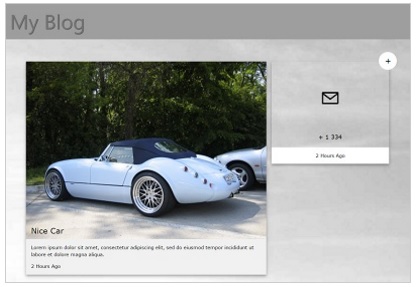 My Blog
+
+ 1 334
2 Hours Ago
Nice Car
Lorem ipsum dolor sit amet, consectetur adipiscing elit, sed do eiusmod tempor incididunt ut
labore et dolore magna aliqua.
2 Hours Ago